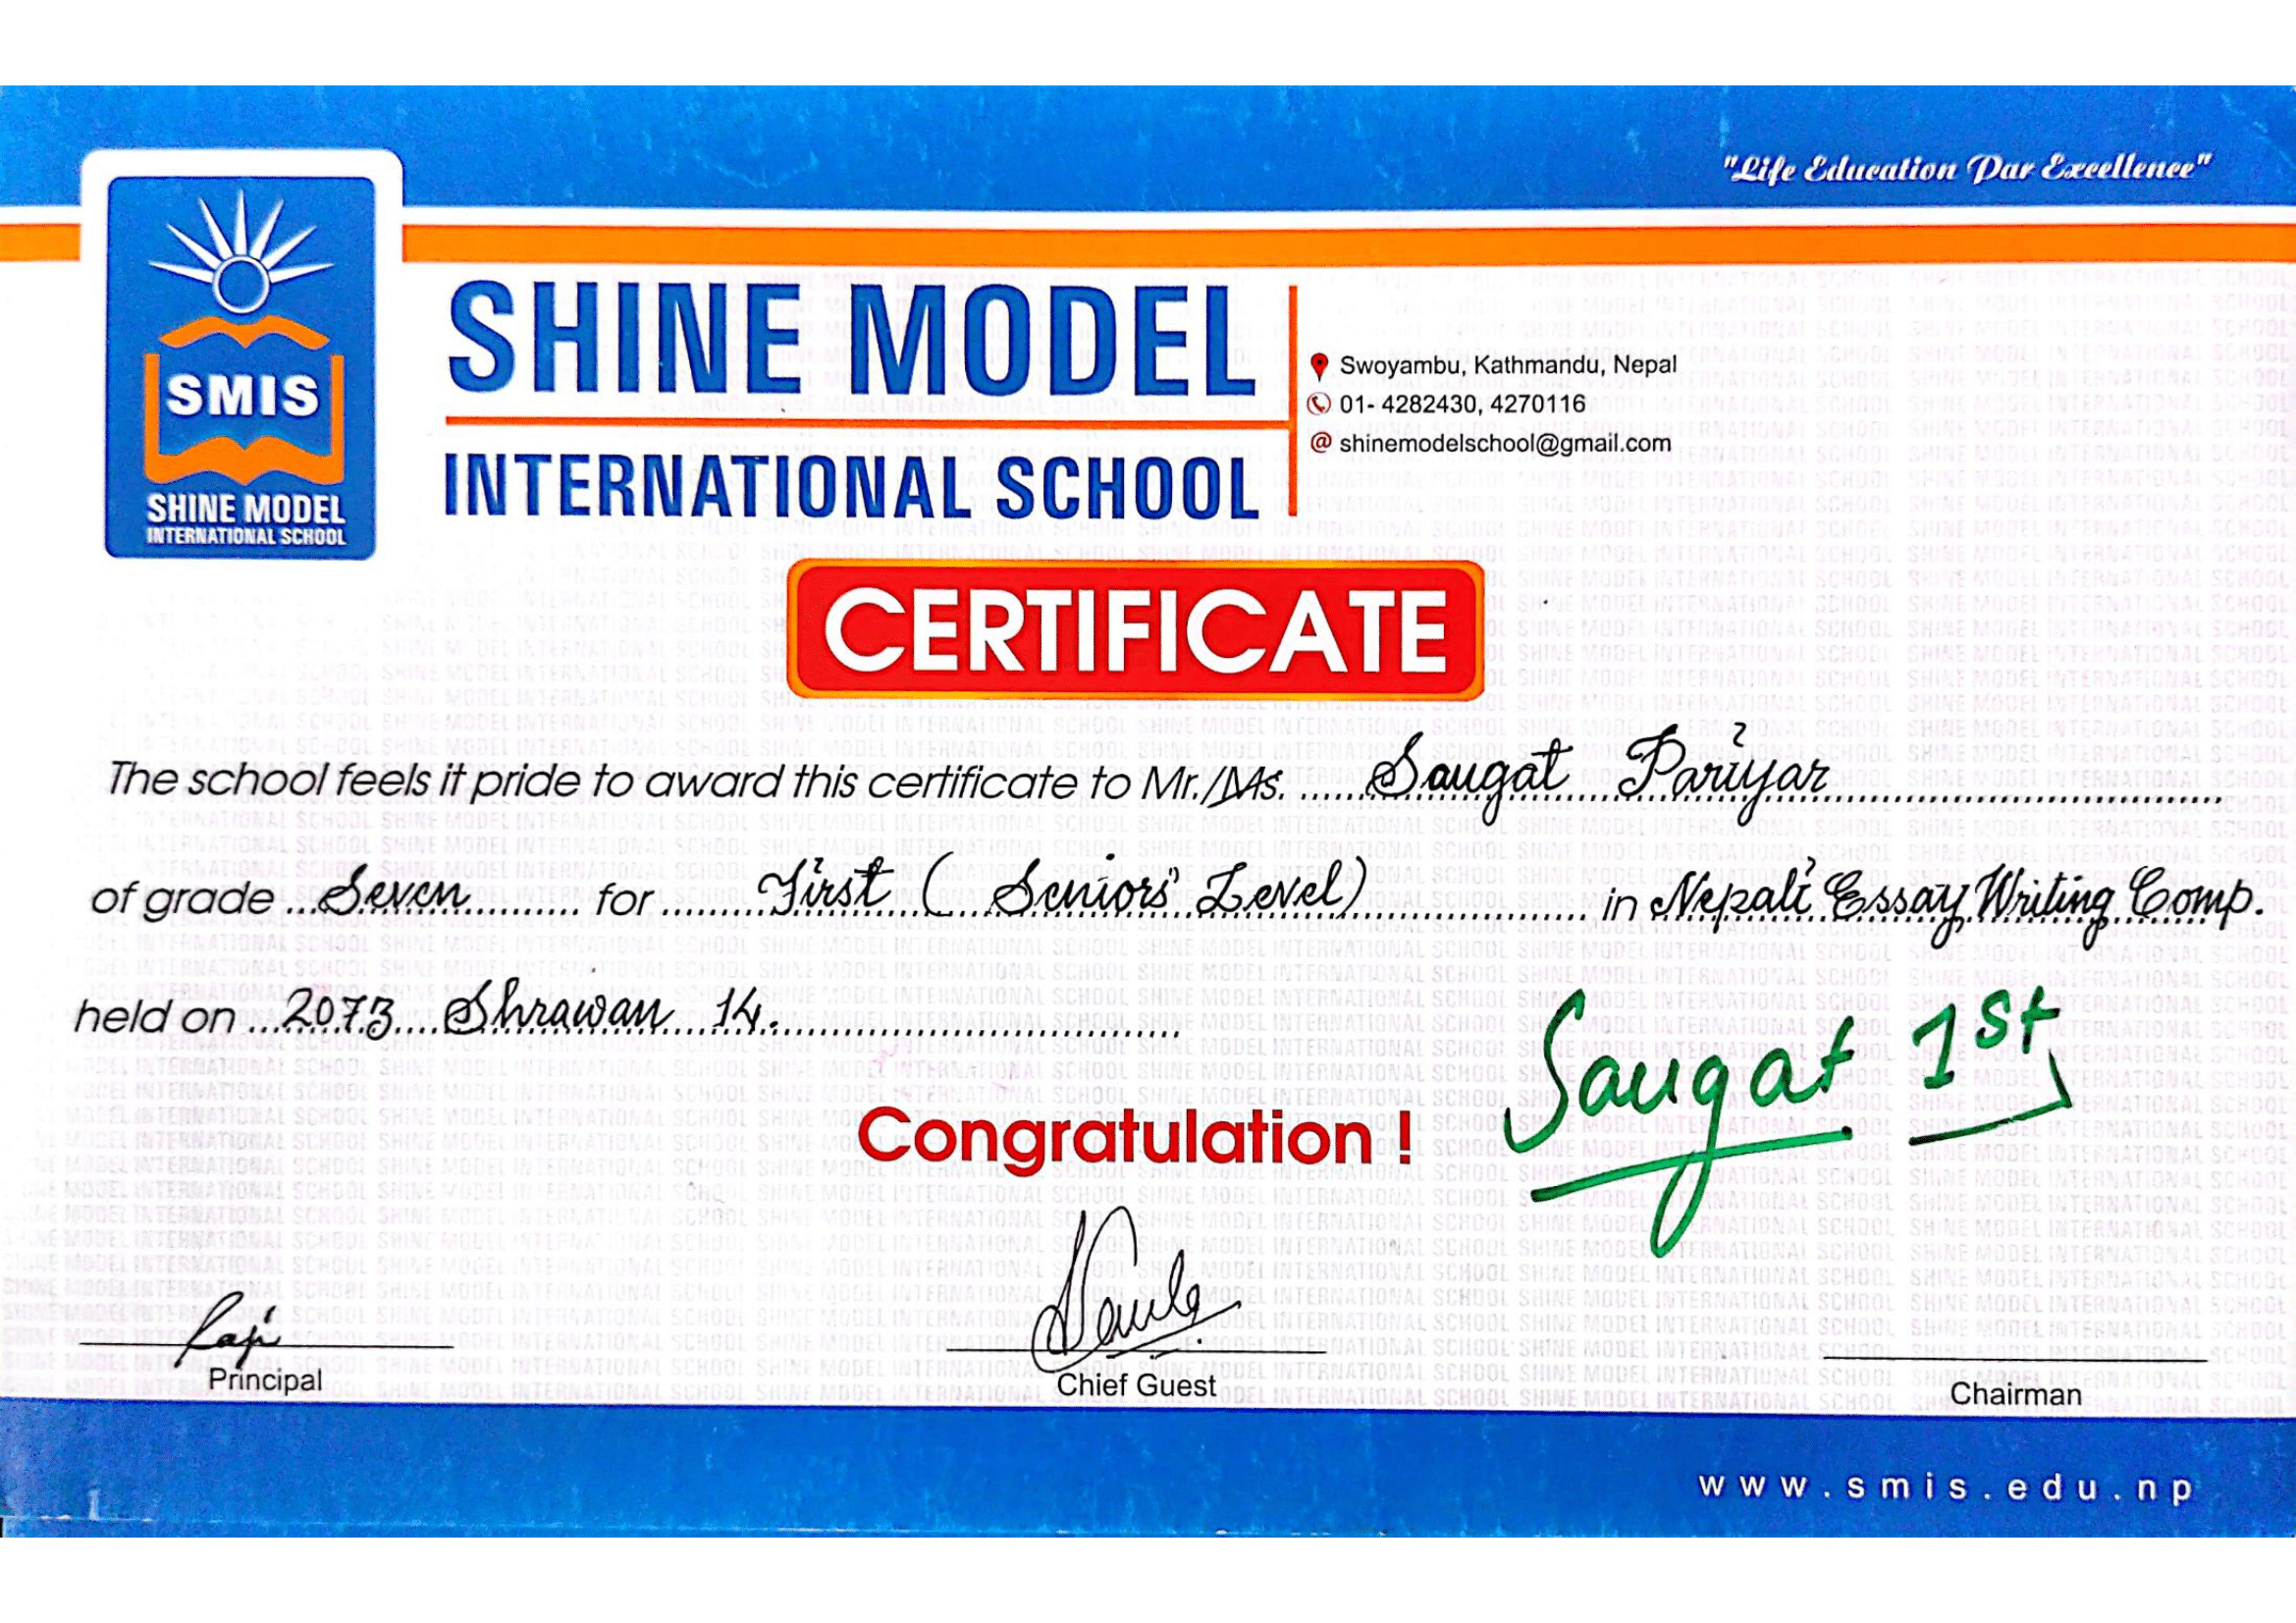 "Life Education Par Excellence"
SMIS
SHINE MODEL
INTERNATIONAL SCHOOL
SHINE MODEL
INTERNATIONAL SCHOOL
Swoyambu, Kathmandu, Nepal
01- 4282430, 4270116
@ shinemodelschool@gmail.com
CERTIFICATE
The school feels it pride to award this certificate to Mr./Ms. Saugat Pariyar
of grade Seven for First ( Seniors' Level) in Nepali Essay Writing Comp.
held on 2073 Shrawan 14.
Saugat 1st
Congratulation !
Principal
Chief Guest
Chairman
www.smis.edu.np